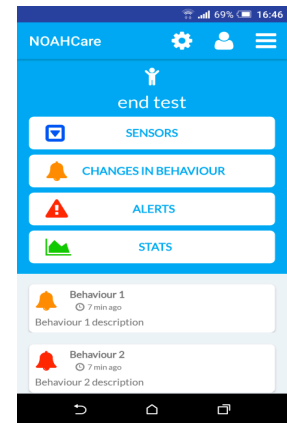 69% 16:46
NOAHCare
end test
SENSORS
CHANGES IN BEHAVIOUR
ALERTS
STATS
Behaviour 1
7 min ago
Behaviour 1 description
Behaviour 2
7 min ago
Behaviour 2 description